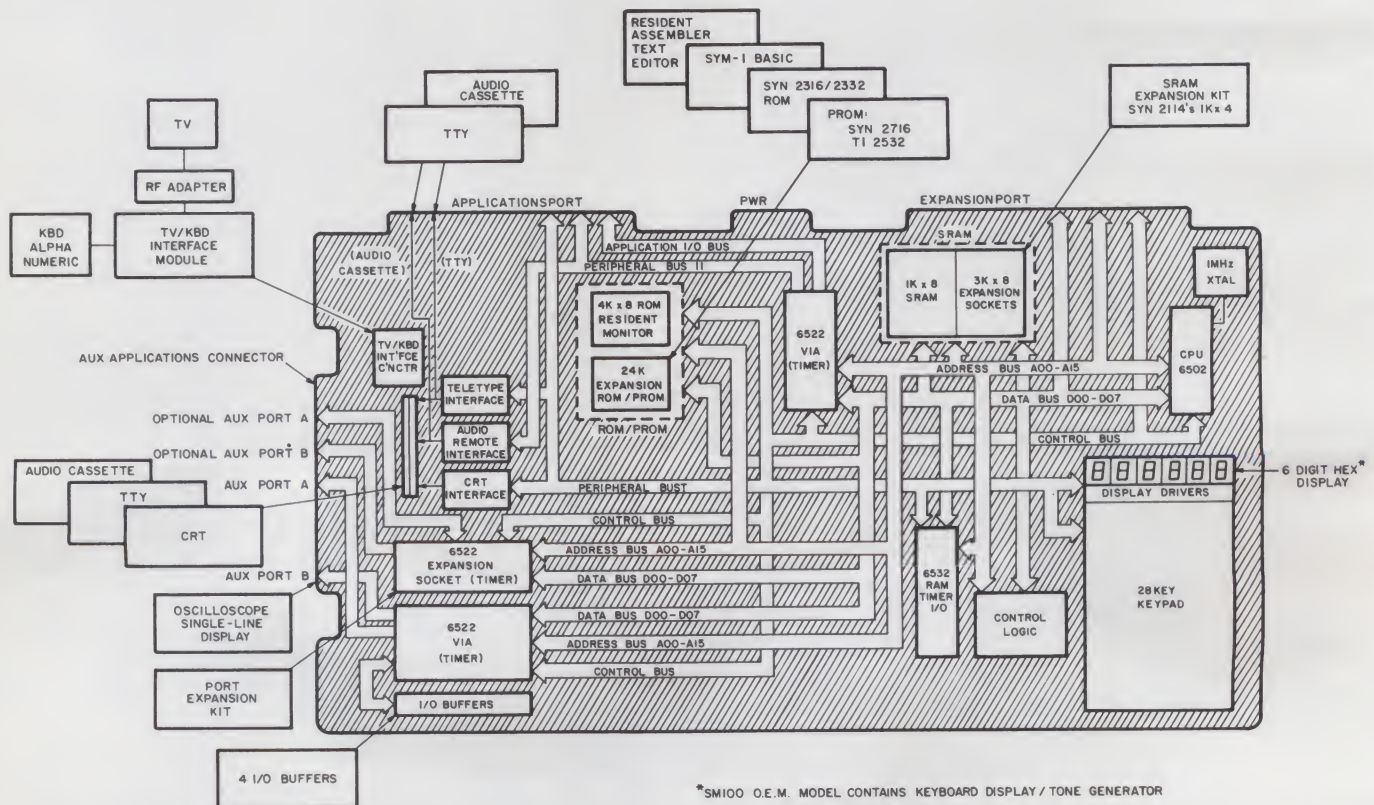 RESIDENT
ASSEMBLER
TEXT
EDITOR
SYM-1 BASIC
SYN 2316/2332
ROM
PROM:
SYN 2716
TI 2532
SRAM
EXPANSION KIT
SYN 2114's 1K x 4
AUDIO
CASSETTE
TTY
TV
RF ADAPTER
KBD
ALPHA
NUMERIC
TV/KBD
INTERFACE
MODULE
APPLICATIONSPORT
PWR
EXPANSIONPORT
(AUDIO
CASSETTE)
(TTY)
APPLICATION I/O BUS
PERIPHERAL BUS II
SRAM
1K x 8
SRAM
3K x 8
EXPANSION
SOCKETS
1MHz
XTAL
4K x 8 ROM
RESIDENT
MONITOR
24K
EXPANSION
ROM/PROM
ROM/PROM
6522
VIA
(TIMER)
CPU
6502
ADDRESS BUS A00-A15
DATA BUS D00-D07
CONTROL BUS
AUX APPLICATIONS CONNECTOR
TV/KBD
INT'FCE
C'NCTR
TELETYPE
INTERFACE
AUDIO
REMOTE
INTERFACE
CRT
INTERFACE
OPTIONAL AUX PORT A
OPTIONAL AUX PORT B
AUX PORT A
AUX PORT B
AUDIO CASSETTE
TTY
CRT
PERIPHERAL BUS I
CONTROL BUS
6 DIGIT HEX*
DISPLAY
8 8 8 8 8 8
DISPLAY DRIVERS
28 KEY
KEYPAD
6522
EXPANSION
SOCKET (TIMER)
ADDRESS BUS A00-A15
DATA BUS D00-D07
DATA BUS D00-D07
ADDRESS BUS A00-A15
CONTROL BUS
6532
RAM
TIMER
I/O
CONTROL
LOGIC
OSCILLOSCOPE
SINGLE-LINE
DISPLAY
6522
VIA
(TIMER)
PORT
EXPANSION
KIT
I/O BUFFERS
4 I/O BUFFERS
*SM100 O.E.M. MODEL CONTAINS KEYBOARD DISPLAY / TONE GENERATOR